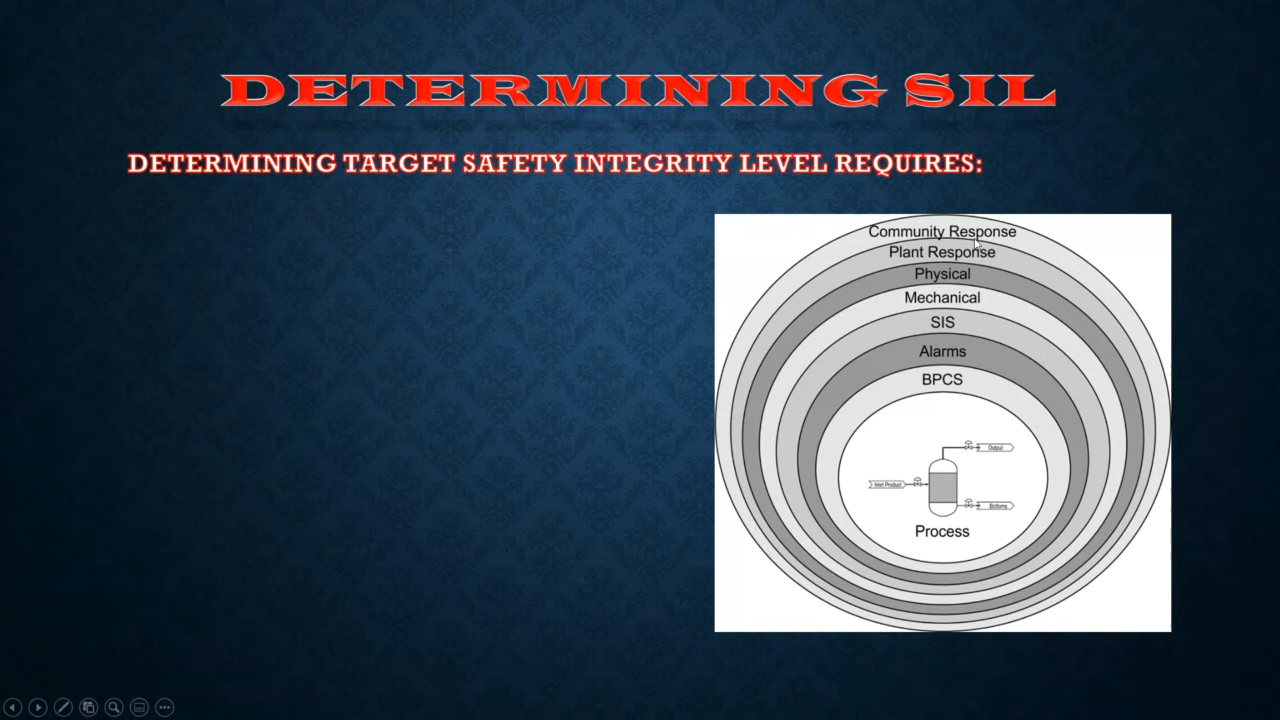 DETERMINING SIL
DETERMINING TARGET SAFETY INTEGRITY LEVEL REQUIRES:
Community Response
Plant Response
Physical
Mechanical
SIS
Alarms
BPCS
Output
Inlet Product
Bottoms
Process